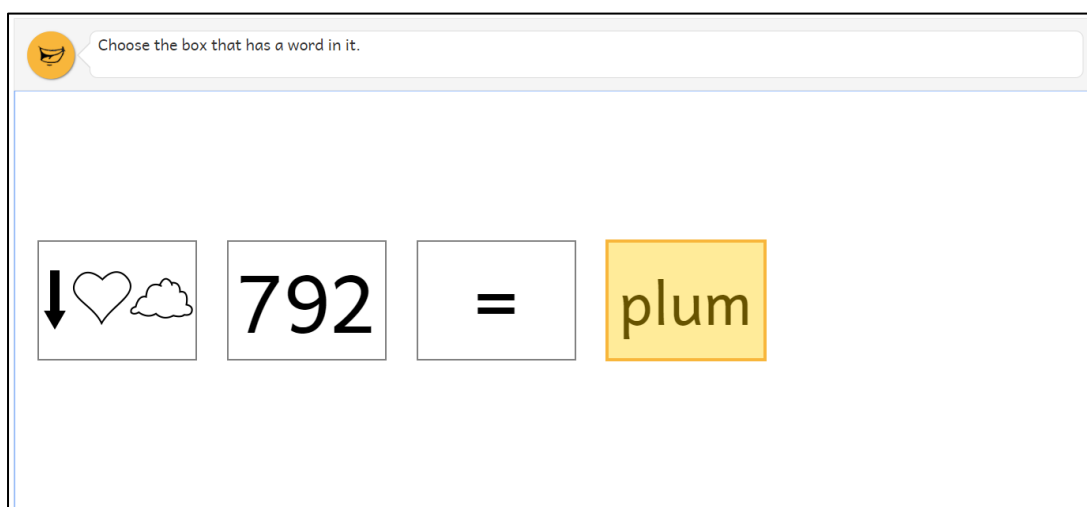 Choose the box that has a word in it.
792 = plum